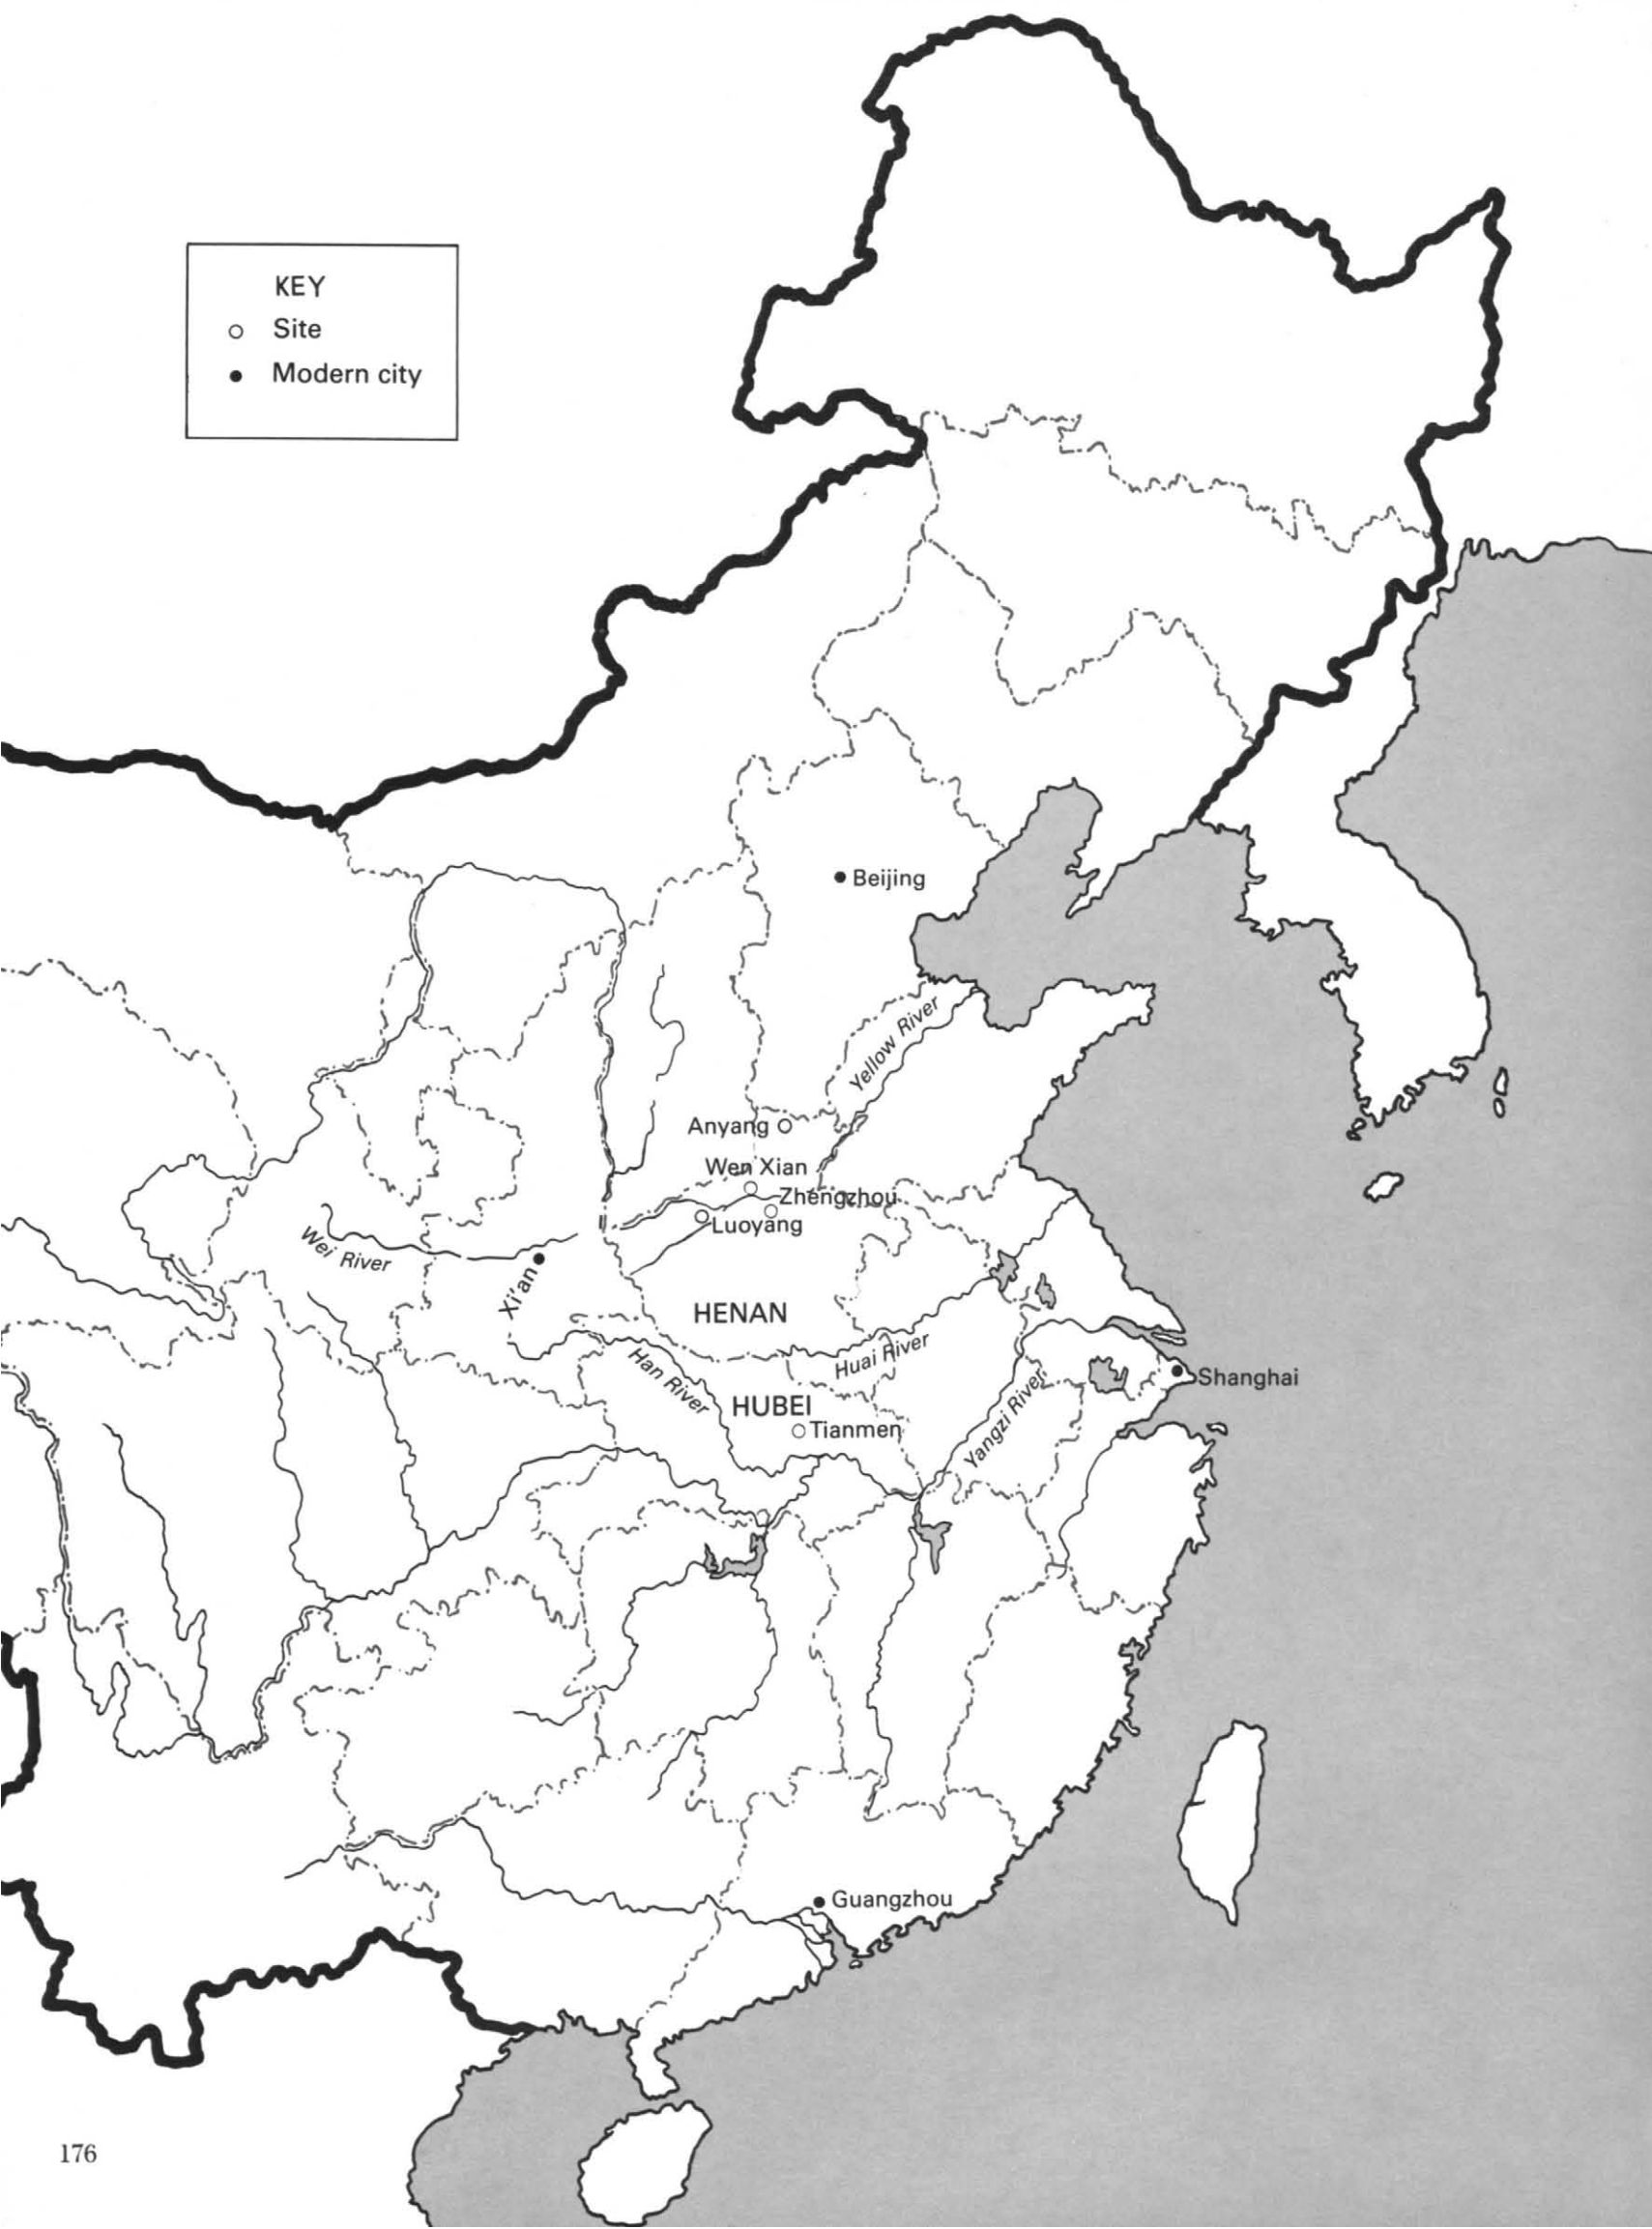 KEY
Site
Modern city
Beijing
Yellow River
Anyang
Wen Xian
Zhengzhou
Luoyang
Wei River
Xi'an
HENAN
Huai River
Han River
Shanghai
HUBEI
Tianmen
Yangzi River
Guangzhou
176